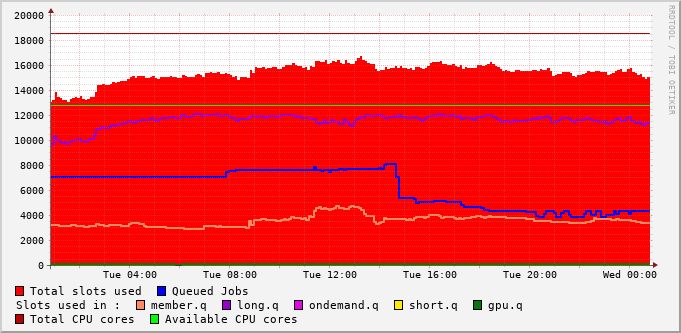 20000
18000
16000
14000
12000
10000
8000
6000
4000
2000
0
Tue 04:00 Tue 08:00 Tue 12:00 Tue 16:00 Tue 20:00 Wed 00:00
RRDTOOL / TOBI OETIKER
Total slots used Queued Jobs
Slots used in : member.q long.q ondemand.q short.q gpu.q
Total CPU cores Available CPU cores